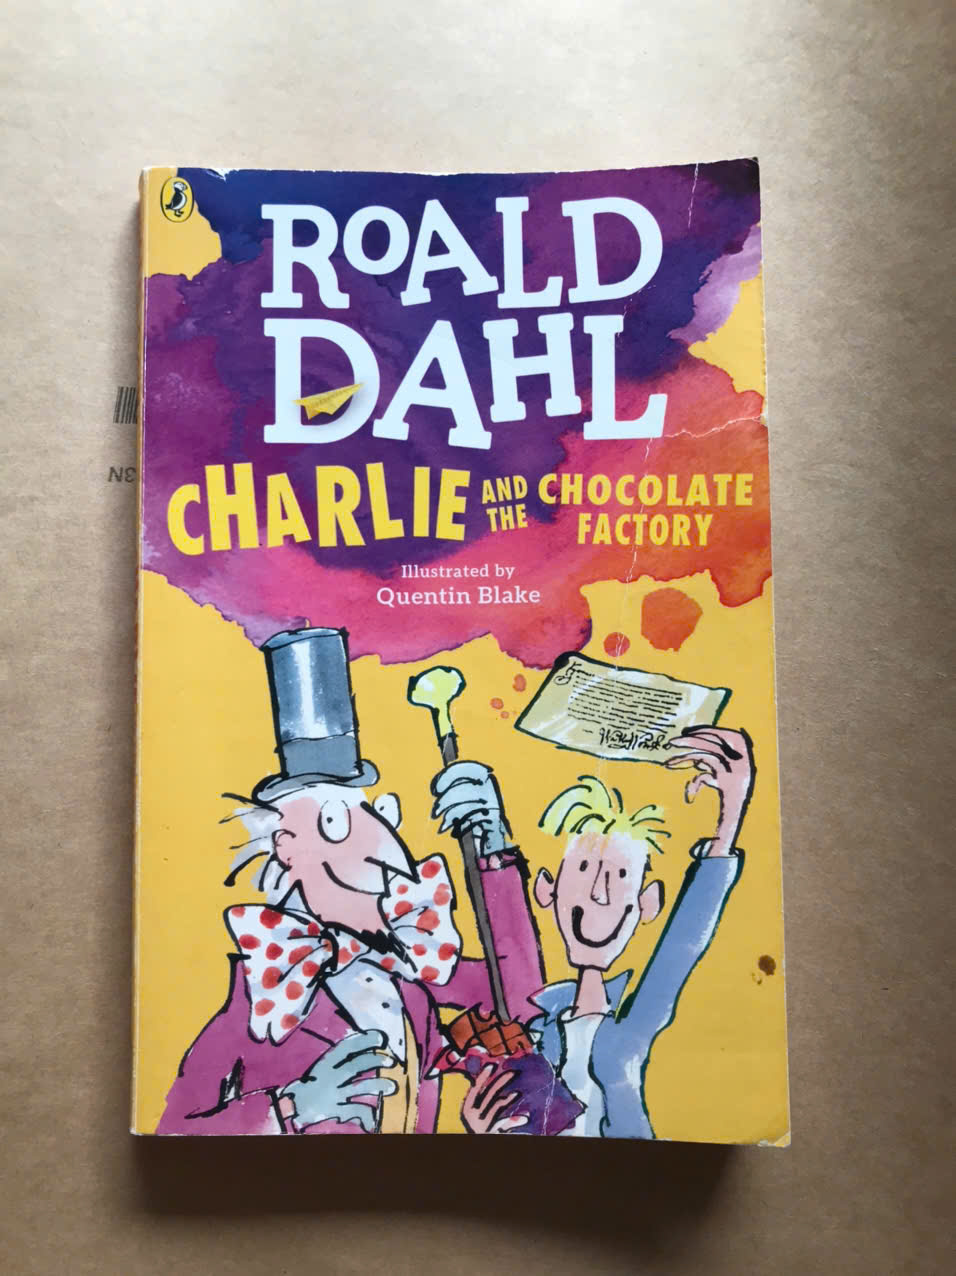 ROALD
DAHL
CHARLIE AND THE CHOCOLATE FACTORY
Illustrated by
Quentin Blake